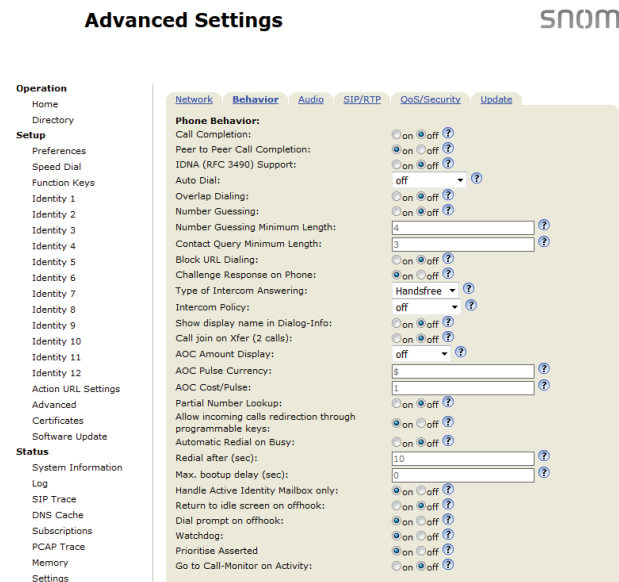 Advanced Settings
snom
Operation
Home
Directory
Setup
Preferences
Speed Dial
Function Keys
Identity 1
Identity 2
Identity 3
Identity 4
Identity 5
Identity 6
Identity 7
Identity 8
Identity 9
Identity 10
Identity 11
Identity 12
Action URL Settings
Advanced
Certificates
Software Update
Status
System Information
Log
SIP Trace
DNS Cache
Subscriptions
PCAP Trace
Memory
Settings
Network Behavior Audio SIP/RTP QoS/Security Update
Phone Behavior:
Call Completion: on off ?
Peer to Peer Call Completion: on off ?
IDNA (RFC 3490) Support: on off ?
Auto Dial: off ?
Overlap Dialing: on off ?
Number Guessing: on off ?
Number Guessing Minimum Length: 4 ?
Contact Query Minimum Length: 3 ?
Block URL Dialing: on off ?
Challenge Response on Phone: on off ?
Type of Intercom Answering: Handsfree ?
Intercom Policy: off ?
Show display name in Dialog-Info: on off ?
Call join on Xfer (2 calls): on off ?
AOC Amount Display: off ?
AOC Pulse Currency: $ ?
AOC Cost/Pulse: 1 ?
Partial Number Lookup: on off ?
Allow incoming calls redirection through
programmable keys: on off ?
Automatic Redial on Busy: on off ?
Redial after (sec): 10 ?
Max. bootup delay (sec): 0 ?
Handle Active Identity Mailbox only: on off ?
Return to idle screen on offhook: on off ?
Dial prompt on offhook: on off ?
Watchdog: on off ?
Prioritise Asserted on off ?
Go to Call-Monitor on Activity: on off ?